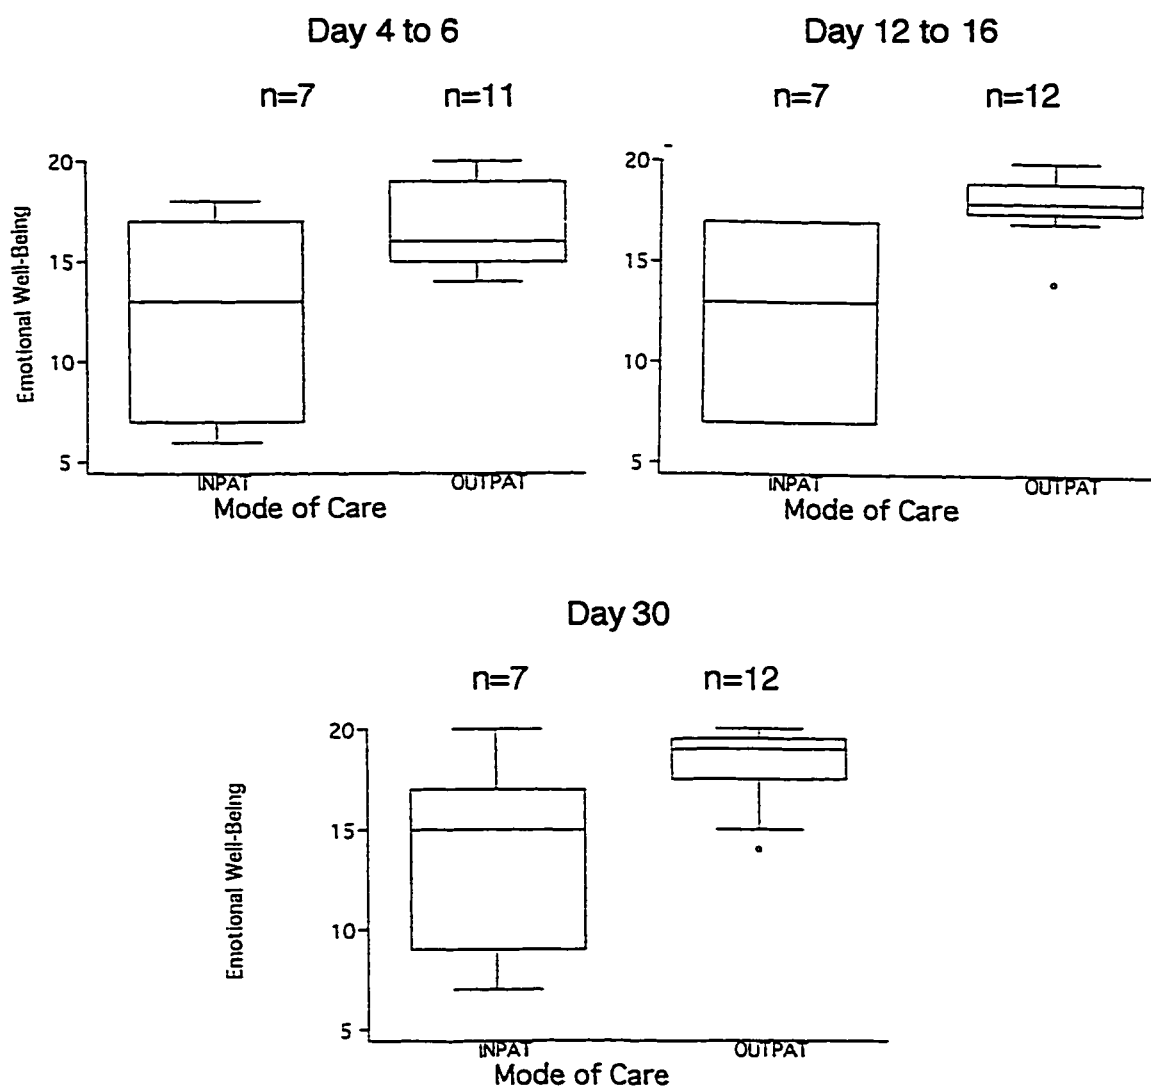 Day 4 to 6
n=7 n=11
20
15
10
5
Emotional Well-Being
INPAT OUTPAT
Mode of Care
Day 12 to 16
n=7 n=12
20
15
10
5
INPAT OUTPAT
Mode of Care
Day 30
n=7 n=12
20
15
10
5
Emotional Well-Being
INPAT OUTPAT
Mode of Care